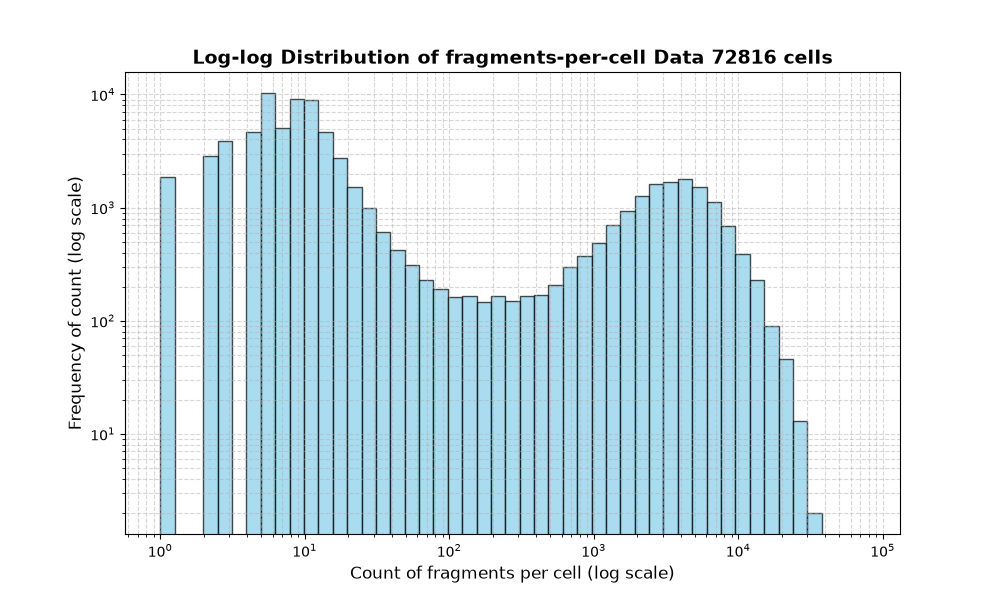 Log-log Distribution of fragments-per-cell Data 72816 cells
Frequency of count (log scale)
10⁴
10³
10²
10¹
10⁰ 10¹ 10² 10³ 10⁴ 10⁵
Count of fragments per cell (log scale)